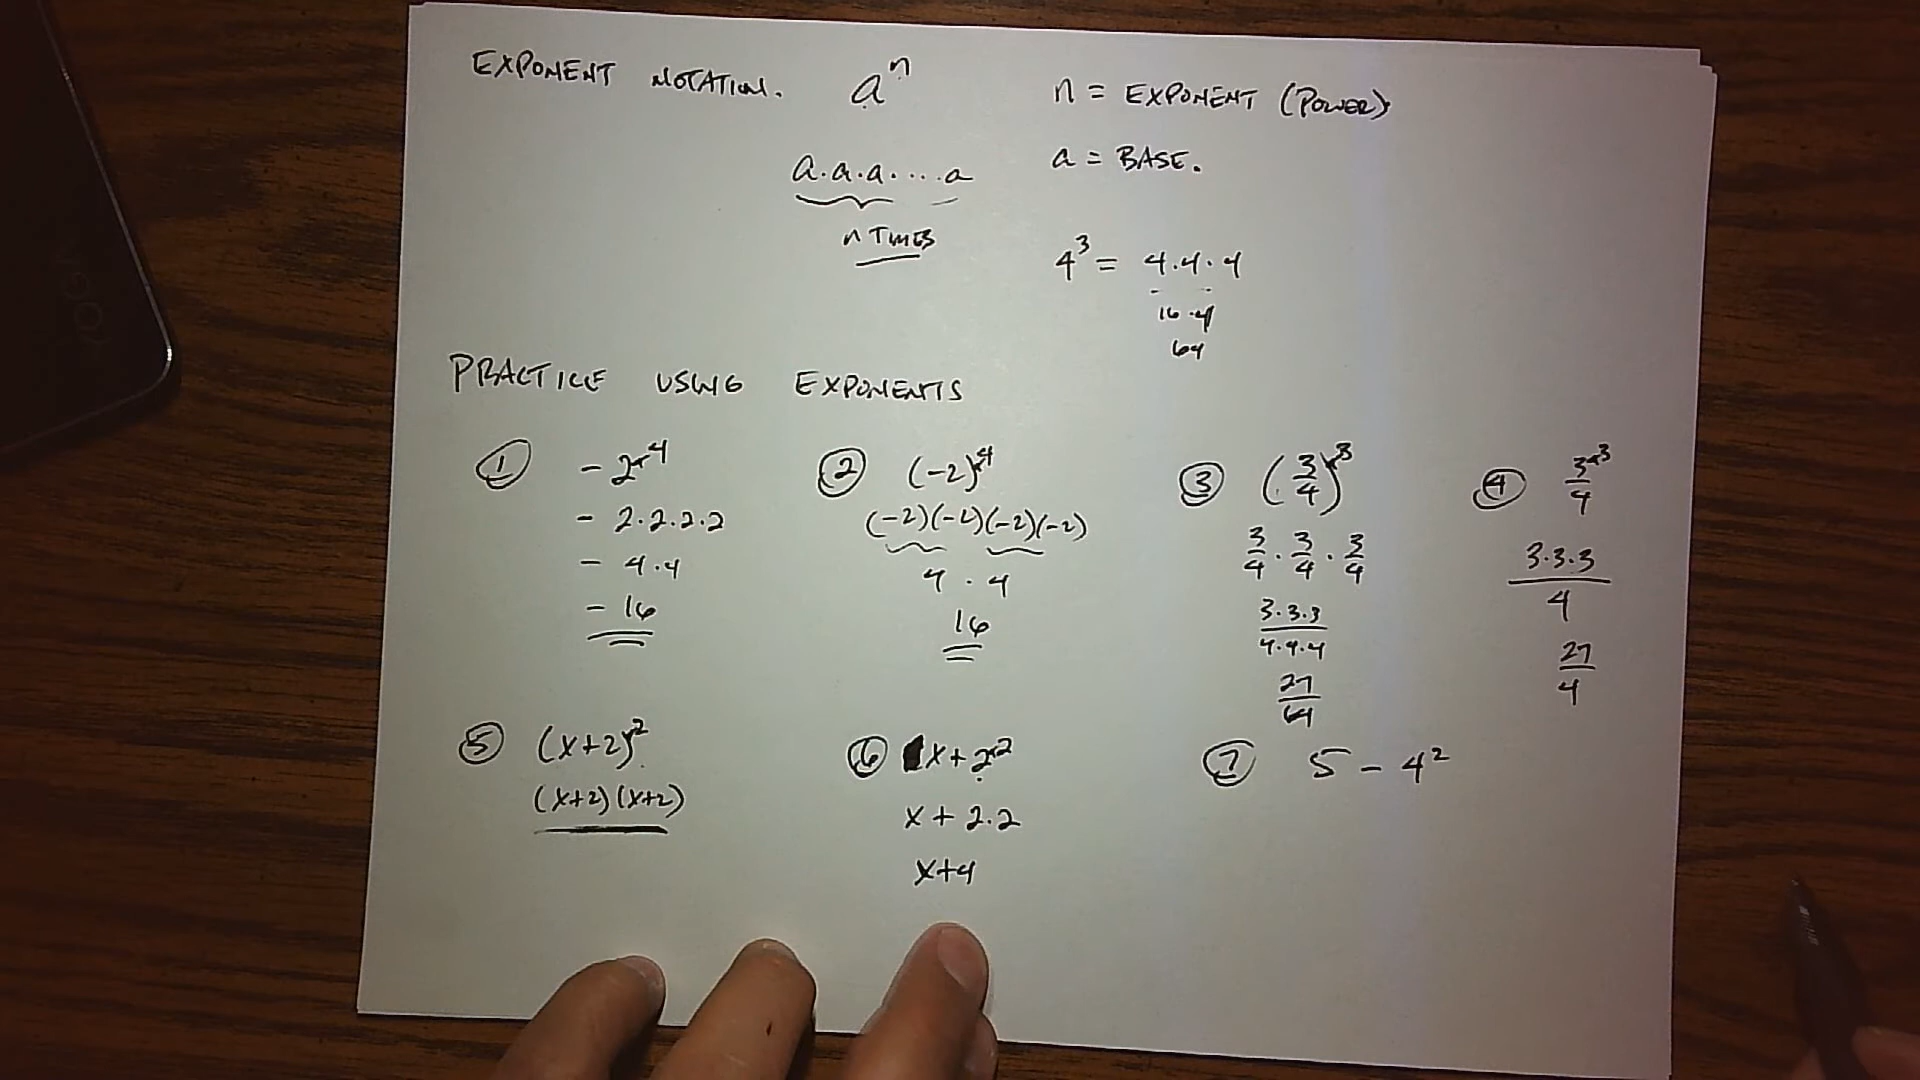 EXPONENT NOTATION. aⁿ n = EXPONENT (POWER)
a·a·a·...a a = BASE.
n TIMES
4³ = 4·4·4
16·4
64
PRACTICE USING EXPONENTS
① -2⁴
- 2·2·2·2
- 4·4
- 16
② (-2)⁴
(-2)(-2)(-2)(-2)
4 · 4
16
③ (3/4)³
3/4 · 3/4 · 3/4
3·3·3/4·4·4
27/64
④ 3³/4
3·3·3/4
27/4
⑤ (x+2)²
(x+2)(x+2)
⑥ x+2²
x + 2·2
x+4
⑦ 5 - 4²